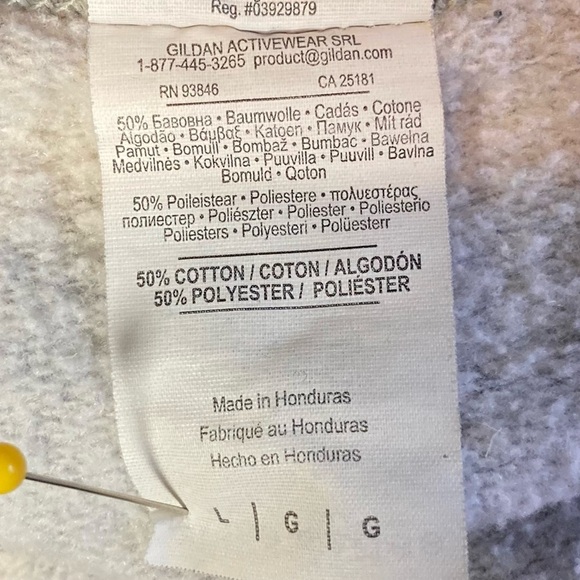 Reg. #03929879
GILDAN ACTIVEWEAR SRL
1-877-445-3265 product@gildan.com
RN 93846 CA 25181
50% Бавовна • Baumwolle • Cadás • Cotone
Algodão • Βαμβαξ • Katoen • Памук • Mit rád
Pamut • Bomull • Bombaž • Bumbac • Bawełna
Medvilnės • Kokvilna • Puuvilla • Puuvill • Bavlna
Bomuld • Qoton
50% Poileistear • Poliestere • πολυεστέρας
полиестер • Poliészter • Poliester • Poliesteño
Poliesters • Polyesteri • Polüesterr
50% COTTON / COTON / ALGODÓN
50% POLYESTER / POLIÉSTER
Made in Honduras
Fabriqué au Honduras
Hecho en Honduras
L | G | G